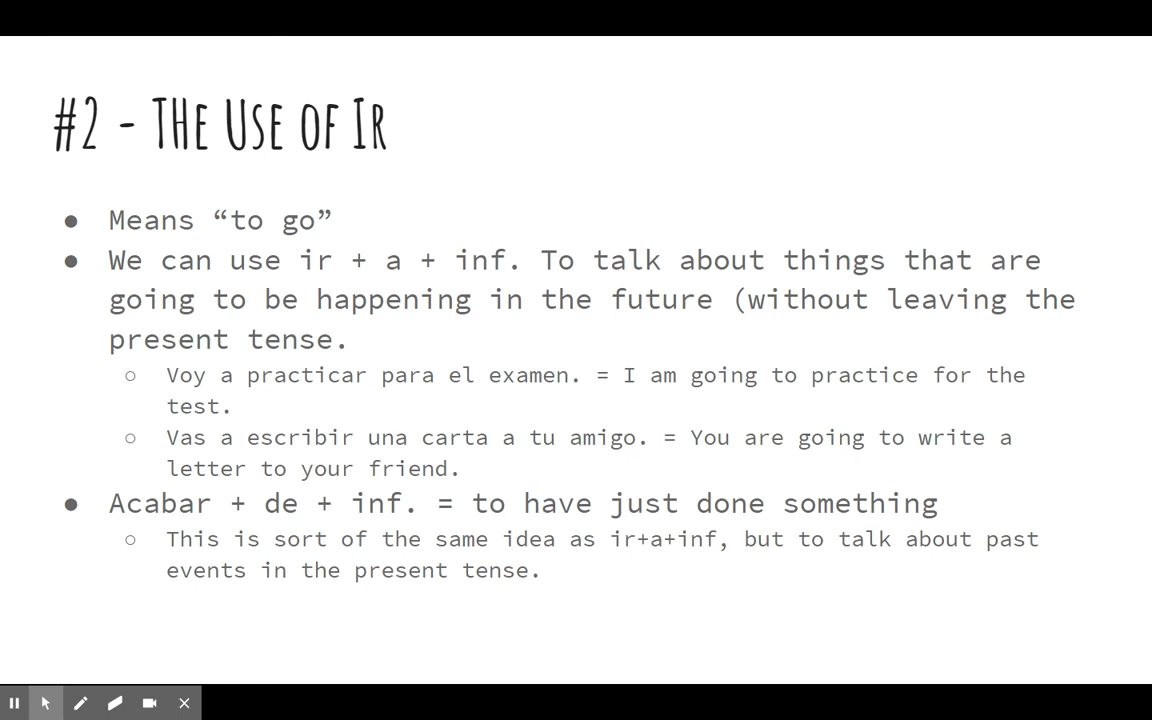 #2 - The Use of Ir
● Means “to go”
● We can use ir + a + inf. To talk about things that are
going to be happening in the future (without leaving the
present tense.
○ Voy a practicar para el examen. = I am going to practice for the
test.
○ Vas a escribir una carta a tu amigo. = You are going to write a
letter to your friend.
● Acabar + de + inf. = to have just done something
○ This is sort of the same idea as ir+a+inf, but to talk about past
events in the present tense.